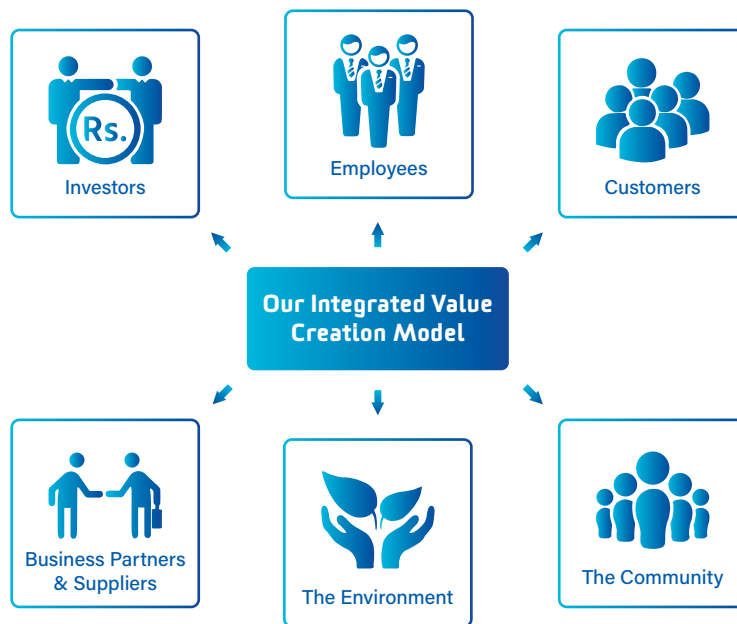 Rs.
Investors
Employees
Customers
Our Integrated Value
Creation Model
Business Partners
& Suppliers
The Environment
The Community